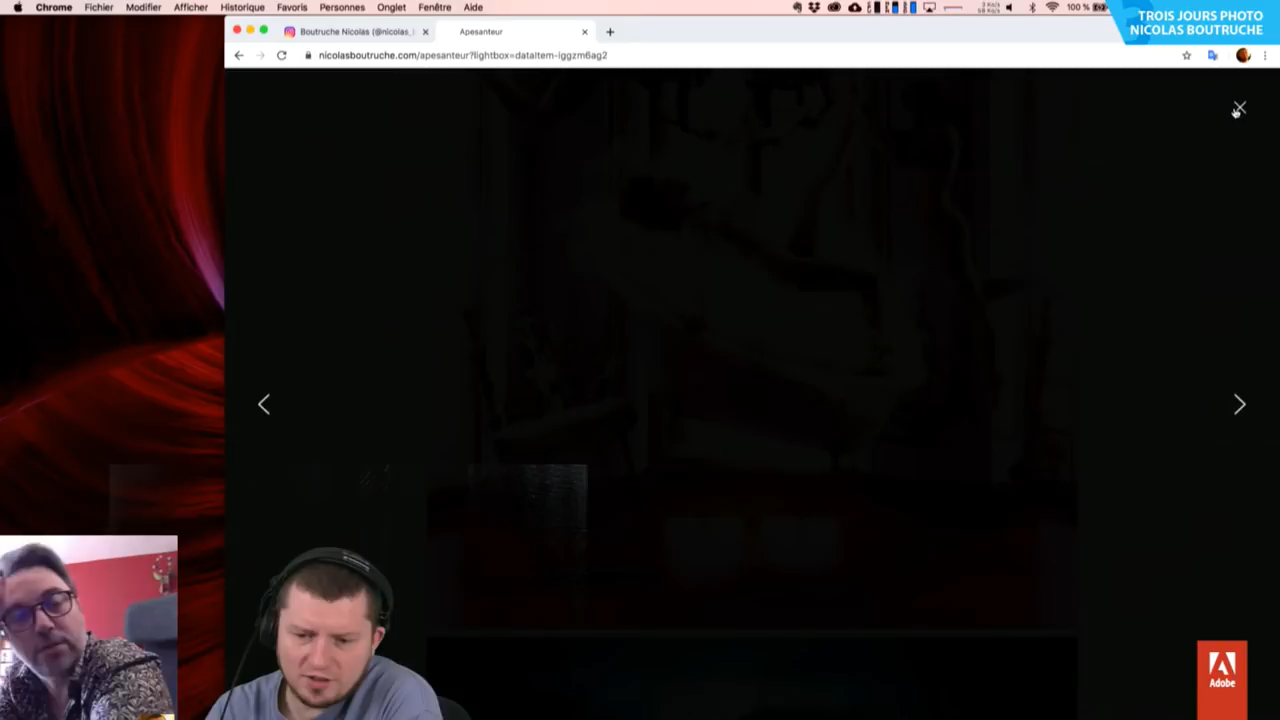 Chrome Fichier Modifier Afficher Historique Favoris Personnes Onglet Fenêtre Aide
100 %
TROIS JOURS PHOTO
NICOLAS BOUTRUCHE
Boutruche Nicolas (@nicolas_
Apesanteur
nicolasboutruche.com/apesanteur?lightbox=dataItem-iggzm6ag2
Adobe